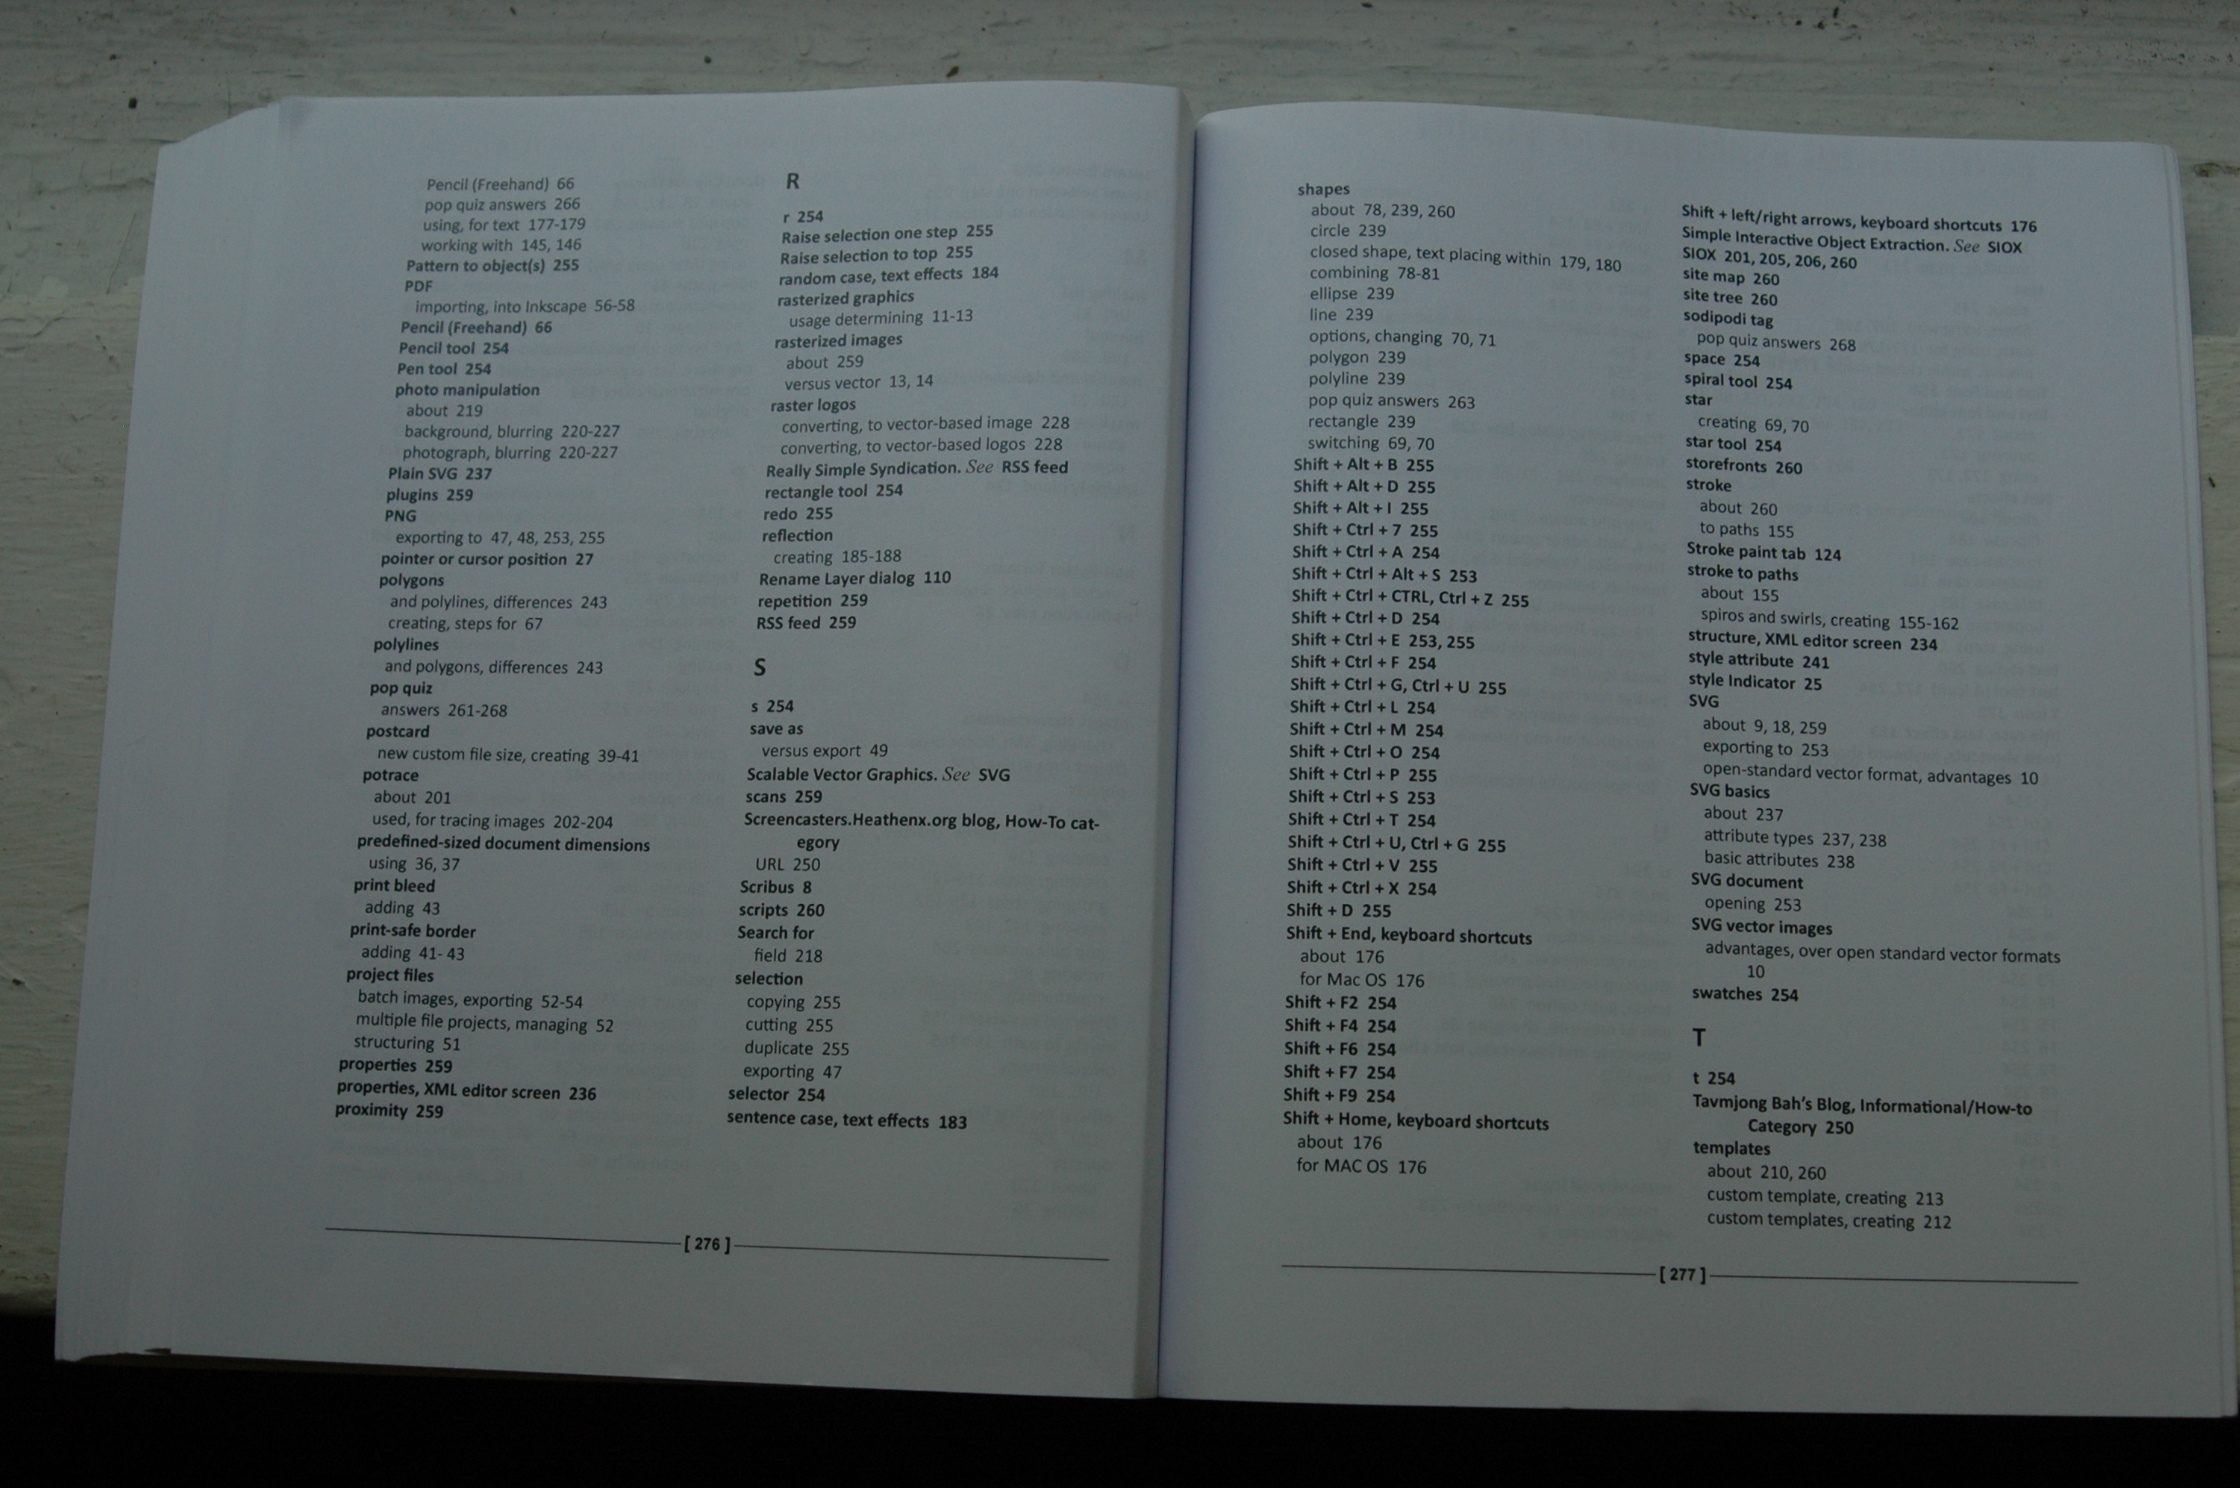 Pencil (Freehand) 66
pop quiz answers 266
using, for text 177-179
working with 145, 146
Pattern to object(s) 255
PDF
importing, into Inkscape 56-58
Pencil (Freehand) 66
Pencil tool 254
Pen tool 254
photo manipulation
about 219
background, blurring 220-227
photograph, blurring 220-227
Plain SVG 237
plugins 259
PNG
exporting to 47, 48, 253, 255
pointer or cursor position 27
polygons
and polylines, differences 243
creating, steps for 67
polylines
and polygons, differences 243
pop quiz
answers 261-268
postcard
new custom file size, creating 39-41
potrace
about 201
used, for tracing images 202-204
predefined-sized document dimensions
using 36, 37
print bleed
adding 43
print-safe border
adding 41- 43
project files
batch images, exporting 52-54
multiple file projects, managing 52
structuring 51
properties 259
properties, XML editor screen 236
proximity 259
R
r 254
Raise selection one step 255
Raise selection to top 255
random case, text effects 184
rasterized graphics
usage determining 11-13
rasterized images
about 259
versus vector 13, 14
raster logos
converting, to vector-based image 228
converting, to vector-based logos 228
Really Simple Syndication. See RSS feed
rectangle tool 254
redo 255
reflection
creating 185-188
Rename Layer dialog 110
repetition 259
RSS feed 259
S
s 254
save as
versus export 49
Scalable Vector Graphics. See SVG
scans 259
Screencasters.Heathenx.org blog, How-To cat-
egory
URL 250
Scribus 8
scripts 260
Search for
field 218
selection
copying 255
cutting 255
duplicate 255
exporting 47
selector 254
sentence case, text effects 183
[ 276 ]
shapes
about 78, 239, 260
circle 239
closed shape, text placing within 179, 180
combining 78-81
ellipse 239
line 239
options, changing 70, 71
polygon 239
polyline 239
pop quiz answers 263
rectangle 239
switching 69, 70
Shift + Alt + B 255
Shift + Alt + D 255
Shift + Alt + I 255
Shift + Ctrl + 7 255
Shift + Ctrl + A 254
Shift + Ctrl + Alt + S 253
Shift + Ctrl + CTRL, Ctrl + Z 255
Shift + Ctrl + D 254
Shift + Ctrl + E 253, 255
Shift + Ctrl + F 254
Shift + Ctrl + G, Ctrl + U 255
Shift + Ctrl + L 254
Shift + Ctrl + M 254
Shift + Ctrl + O 254
Shift + Ctrl + P 255
Shift + Ctrl + S 253
Shift + Ctrl + T 254
Shift + Ctrl + U, Ctrl + G 255
Shift + Ctrl + V 255
Shift + Ctrl + X 254
Shift + D 255
Shift + End, keyboard shortcuts
about 176
for Mac OS 176
Shift + F2 254
Shift + F4 254
Shift + F6 254
Shift + F7 254
Shift + F9 254
Shift + Home, keyboard shortcuts
about 176
for MAC OS 176
Shift + left/right arrows, keyboard shortcuts 176
Simple Interactive Object Extraction. See SIOX
SIOX 201, 205, 206, 260
site map 260
site tree 260
sodipodi tag
pop quiz answers 268
space 254
spiral tool 254
star
creating 69, 70
star tool 254
storefronts 260
stroke
about 260
to paths 155
Stroke paint tab 124
stroke to paths
about 155
spiros and swirls, creating 155-162
structure, XML editor screen 234
style attribute 241
style Indicator 25
SVG
about 9, 18, 259
exporting to 253
open-standard vector format, advantages 10
SVG basics
about 237
attribute types 237, 238
basic attributes 238
SVG document
opening 253
SVG vector images
advantages, over open standard vector formats
10
swatches 254
T
t 254
Tavmjong Bah's Blog, Informational/How-to
Category 250
templates
about 210, 260
custom template, creating 213
custom templates, creating 212
[ 277 ]